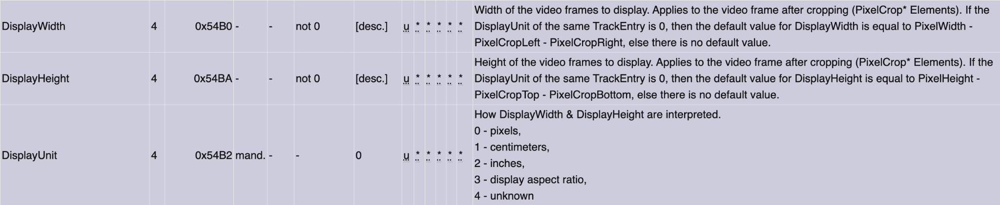 Width of the video frames to display. Applies to the video frame after cropping (PixelCrop* Elements). If the
DisplayWidth 4 0x54B0 - - not 0 [desc.] u * * * * * DisplayUnit of the same TrackEntry is 0, then the default value for DisplayWidth is equal to PixelWidth -
PixelCropLeft - PixelCropRight, else there is no default value.
Height of the video frames to display. Applies to the video frame after cropping (PixelCrop* Elements). If the
DisplayHeight 4 0x54BA - - not 0 [desc.] u * * * * * DisplayUnit of the same TrackEntry is 0, then the default value for DisplayHeight is equal to PixelHeight -
PixelCropTop - PixelCropBottom, else there is no default value.
How DisplayWidth & DisplayHeight are interpreted.
0 - pixels,
1 - centimeters,
DisplayUnit 4 0x54B2 mand. - - 0 u * * * * *
2 - inches,
3 - display aspect ratio,
4 - unknown